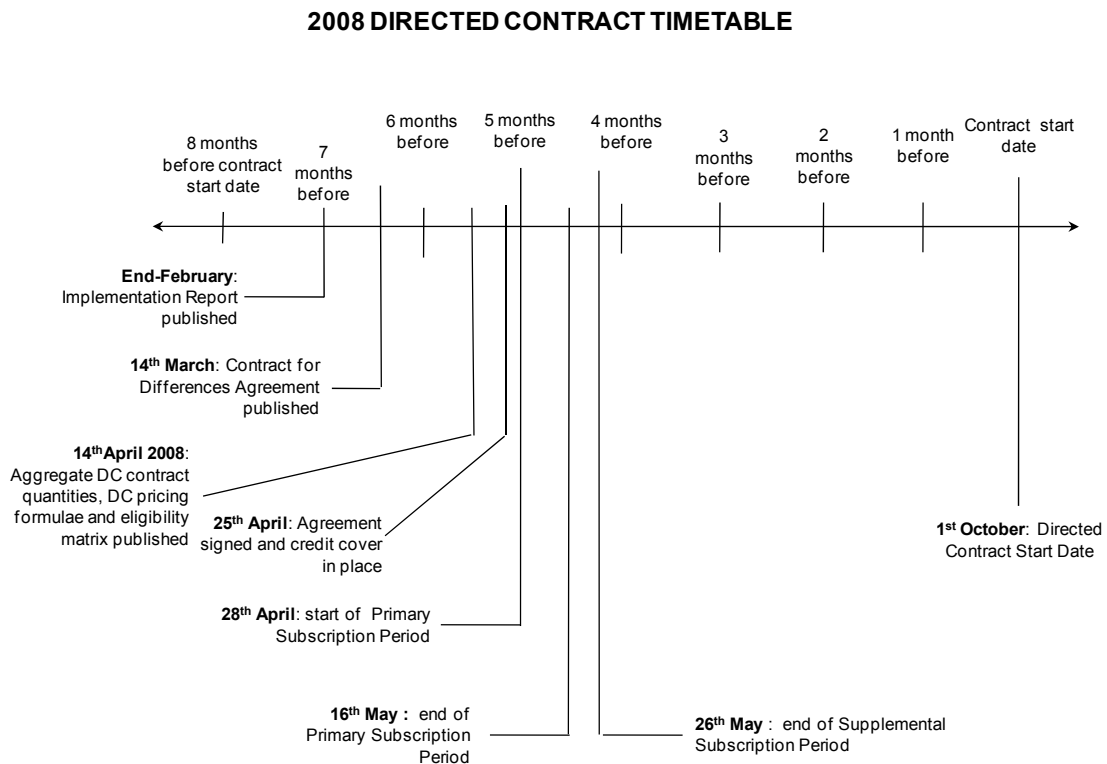 2008 DIRECTED CONTRACT TIMETABLE
8 months
before contract
start date
7
months
before
6 months
before
5 months
before
4 months
before
3
months
before
2
months
before
1 month
before
Contract start
date
End-February:
Implementation Report
published
14th March: Contract for
Differences Agreement
published
14thApril 2008:
Aggregate DC contract
quantities, DC pricing
formulae and eligibility
matrix published
25th April: Agreement
signed and credit cover
in place
1st October: Directed
Contract Start Date
28th April: start of Primary
Subscription Period
16th May : end of
Primary Subscription
Period
26th May : end of Supplemental
Subscription Period